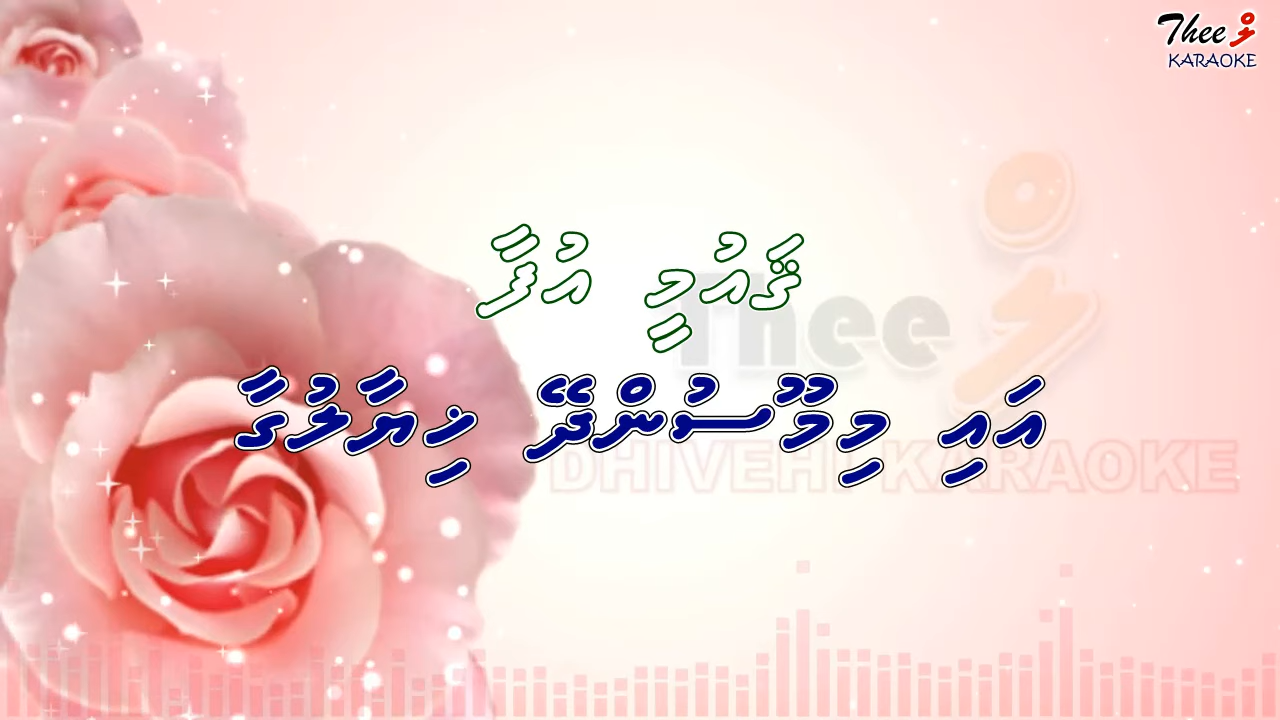 Thee މް
KARAOKE
ޤައުމީ އުފާ
Thee މް
އައި މިމޫސުންދޭ ޚިޔާލުގާ
DHIVEHI KARAOKE